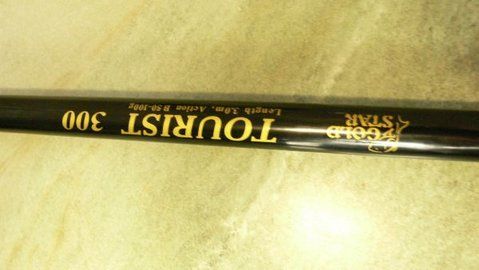 GOLD
STAR
TOURIST 300
Length 3.0m. Action B 50-100g